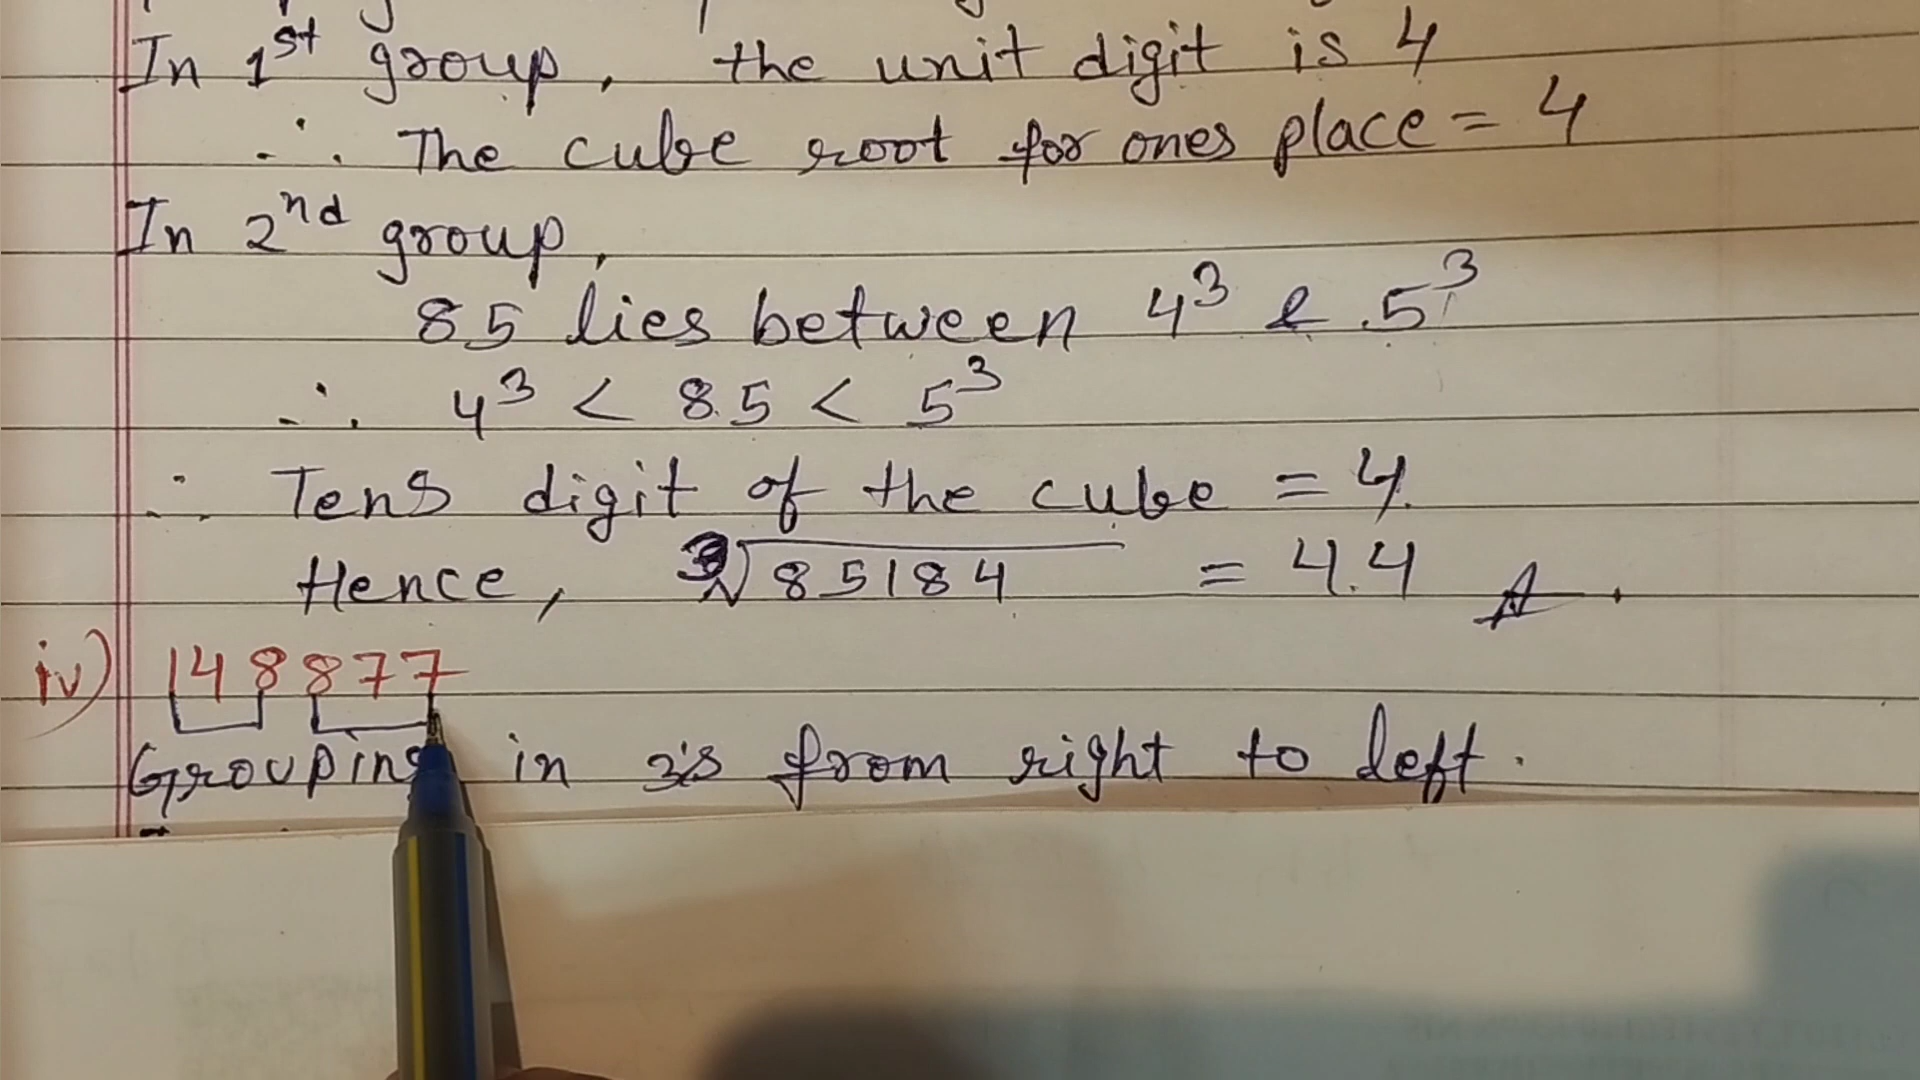 In 1st group, the unit digit is 4
∴ The cube root for ones place = 4
In 2nd group,
85 lies between 4³ & 5³
∴ 4³ < 85 < 5³
∴ Tens digit of the cube = 4
Hence, ∛85184 = 44
iv) 148877
Grouping in 3's from right to left.